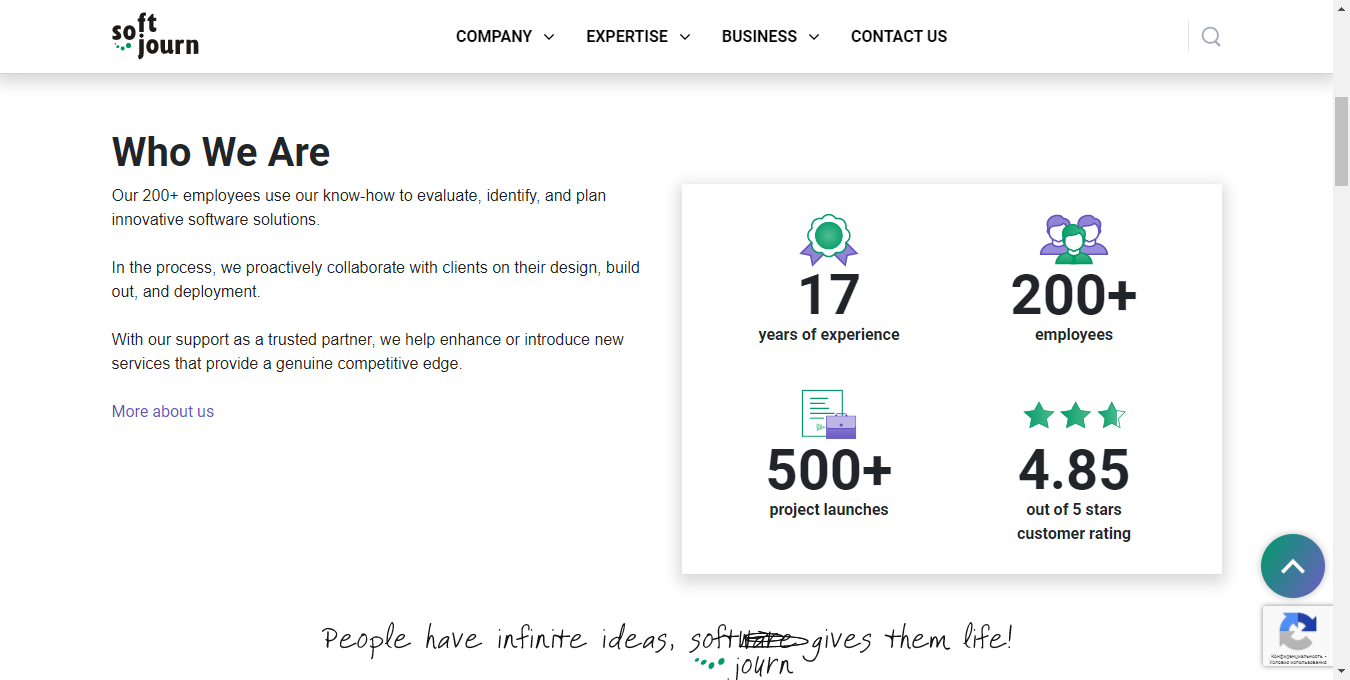 soft
journ
COMPANY EXPERTISE BUSINESS CONTACT US
Who We Are
Our 200+ employees use our know-how to evaluate, identify, and plan
innovative software solutions.
In the process, we proactively collaborate with clients on their design, build
out, and deployment.
With our support as a trusted partner, we help enhance or introduce new
services that provide a genuine competitive edge.
More about us
17
years of experience
200+
employees
500+
project launches
4.85
out of 5 stars
customer rating
People have infinite ideas, software gives them life!
journ
Конфиденциальность -
Условия использования